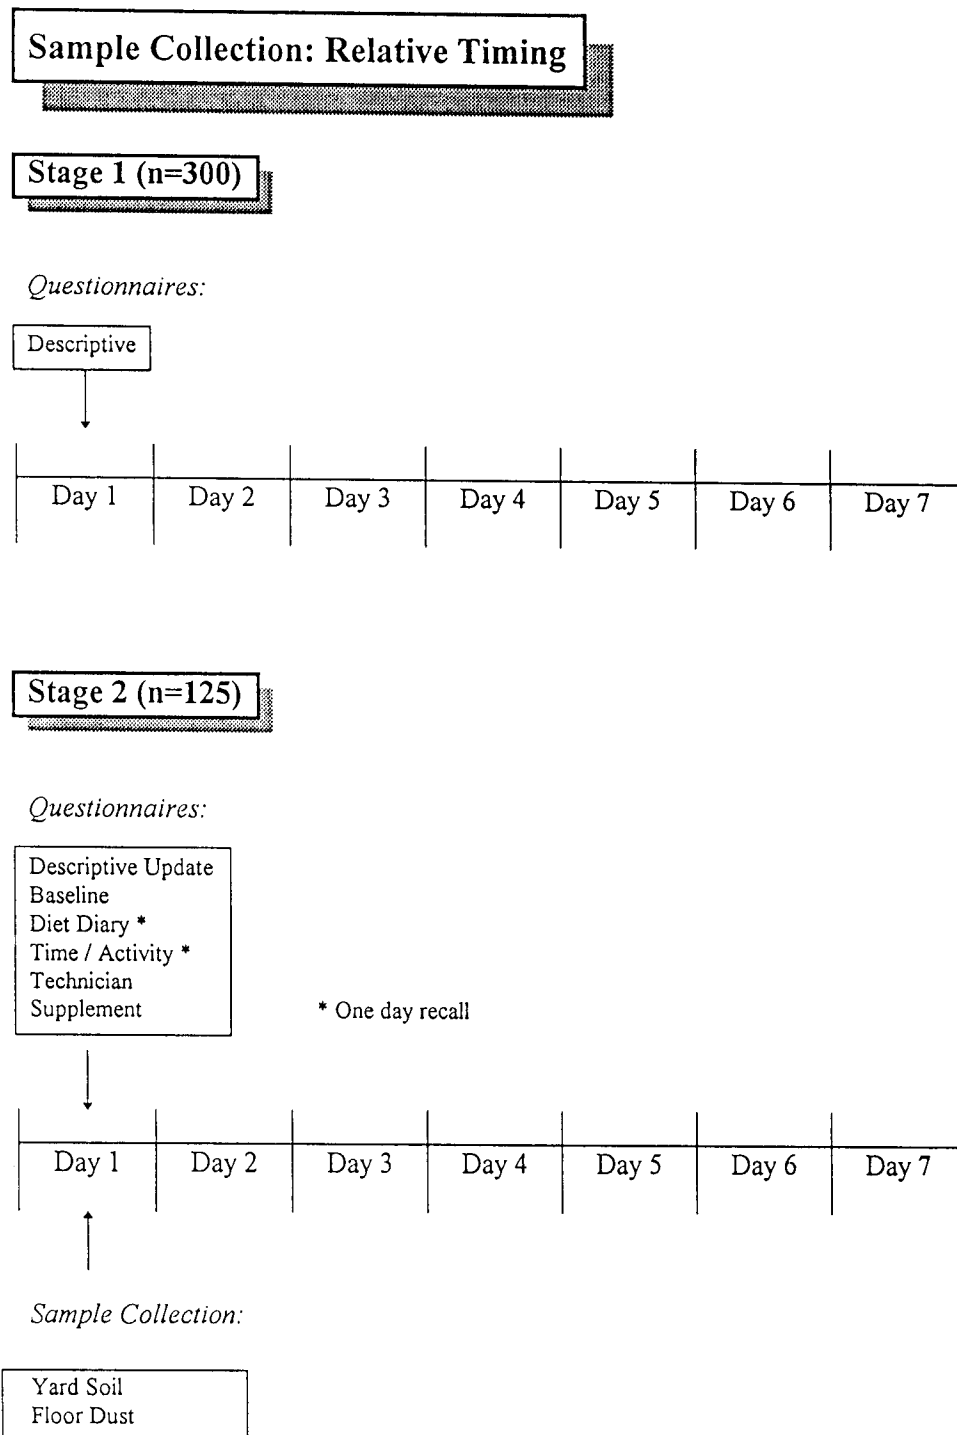 Sample Collection: Relative Timing
Stage 1 (n=300)
Questionnaires:
Descriptive
Day 1 Day 2 Day 3 Day 4 Day 5 Day 6 Day 7
Stage 2 (n=125)
Questionnaires:
Descriptive Update
Baseline
Diet Diary *
Time / Activity *
Technician
Supplement * One day recall
Day 1 Day 2 Day 3 Day 4 Day 5 Day 6 Day 7
Sample Collection:
Yard Soil
Floor Dust